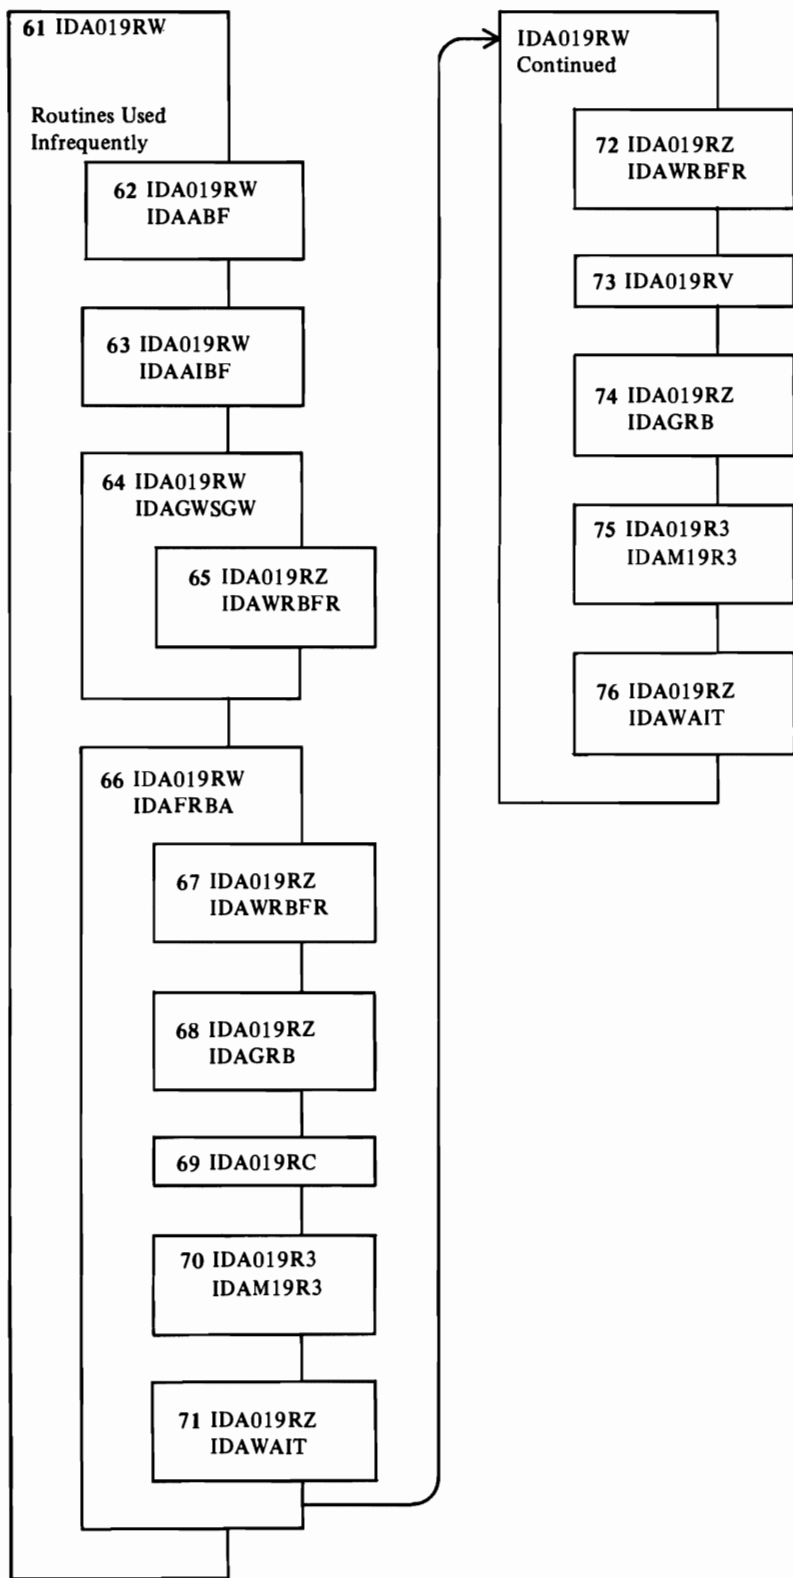 61 IDA019RW
Routines Used
Infrequently
62 IDA019RW
IDAABF
63 IDA019RW
IDAAIBF
64 IDA019RW
IDAGWSGW
65 IDA019RZ
IDAWRBFR
66 IDA019RW
IDAFRBA
67 IDA019RZ
IDAWRBFR
68 IDA019RZ
IDAGRB
69 IDA019RC
70 IDA019R3
IDAM19R3
71 IDA019RZ
IDAWAIT
IDA019RW
Continued
72 IDA019RZ
IDAWRBFR
73 IDA019RV
74 IDA019RZ
IDAGRB
75 IDA019R3
IDAM19R3
76 IDA019RZ
IDAWAIT